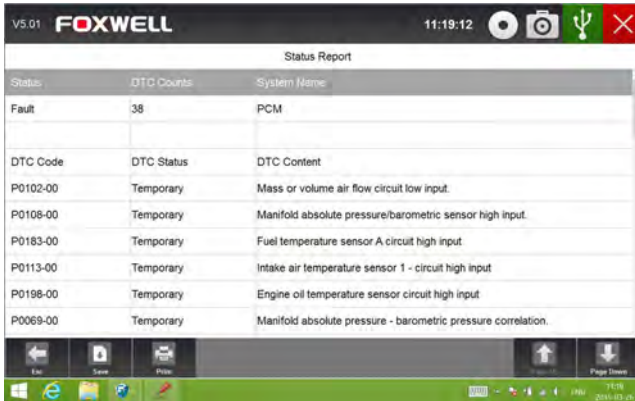 V5.01 FOXWELL 11:19:12
Status Report
Status DTC Counts System Name
Fault 38 PCM
DTC Code DTC Status DTC Content
P0102-00 Temporary Mass or volume air flow circuit low input.
P0108-00 Temporary Manifold absolute pressure/barometric sensor high input.
P0183-00 Temporary Fuel temperature sensor A circuit high input
P0113-00 Temporary Intake air temperature sensor 1 - circuit high input
P0198-00 Temporary Engine oil temperature sensor circuit high input
P0069-00 Temporary Manifold absolute pressure - barometric pressure correlation.
Esc Save Print Page Down
11:19